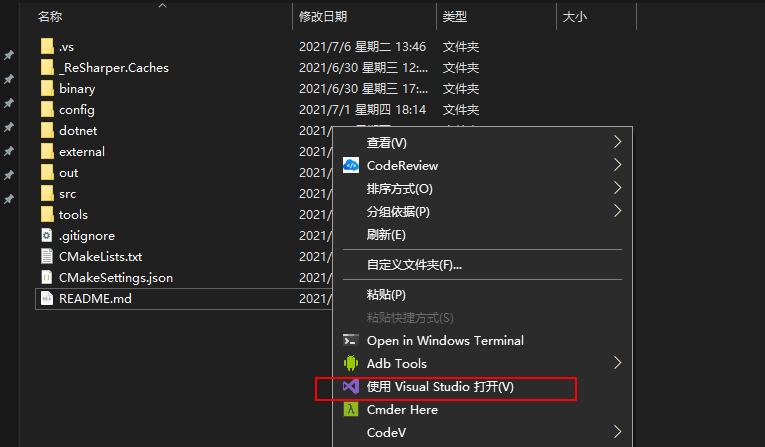 名称 修改日期 类型 大小
.vs 2021/7/6 星期二 13:46 文件夹
_ReSharper.Caches 2021/6/30 星期三 12:... 文件夹
binary 2021/6/30 星期三 17:... 文件夹
config 2021/7/1 星期四 18:14 文件夹
dotnet 2021/
external 2021/
out 2021/
src 2021/
tools 2021/
.gitignore 2021/
CMakeLists.txt 2021/
CMakeSettings.json 2021/
README.md 2021/
查看(V)
CodeReview
排序方式(O)
分组依据(P)
刷新(E)
自定义文件夹(F)...
粘贴(P)
粘贴快捷方式(S)
Open in Windows Terminal
Adb Tools
使用 Visual Studio 打开(V)
Cmder Here
CodeV